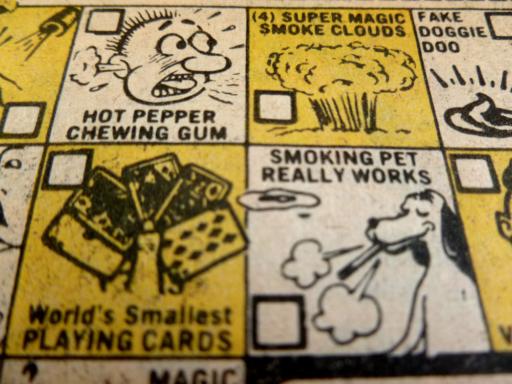 HOT PEPPER
CHEWING GUM
(4) SUPER MAGIC
SMOKE CLOUDS
FAKE
DOGGIE
DOO
World's Smallest
PLAYING CARDS
SMOKING PET
REALLY WORKS
MAGIC